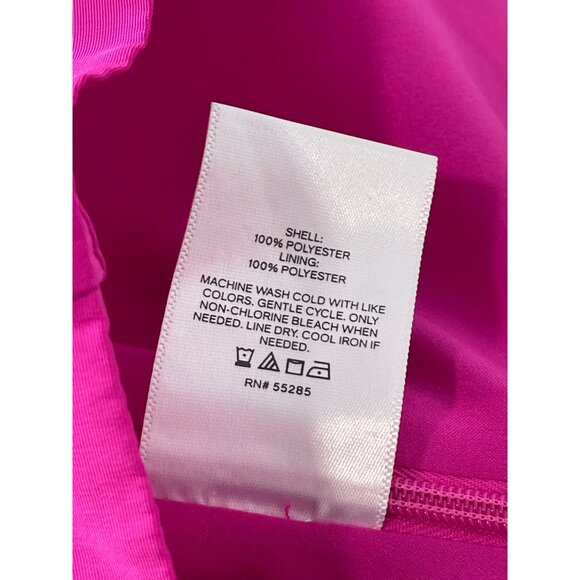 SHELL:
100% POLYESTER
LINING:
100% POLYESTER
MACHINE WASH COLD WITH LIKE
COLORS. GENTLE CYCLE. ONLY
NON-CHLORINE BLEACH WHEN
NEEDED. LINE DRY. COOL IRON IF
NEEDED.
RN# 55285